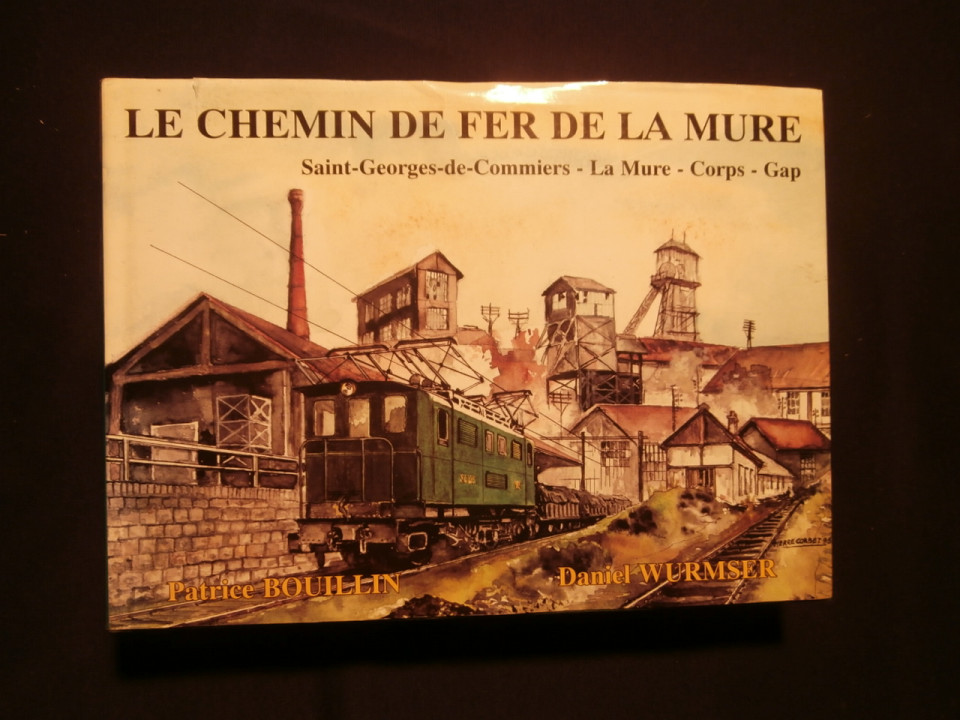 LE CHEMIN DE FER DE LA MURE
Saint-Georges-de-Commiers - La Mure - Corps - Gap
Patrice BOUILLIN
Daniel WURMSER